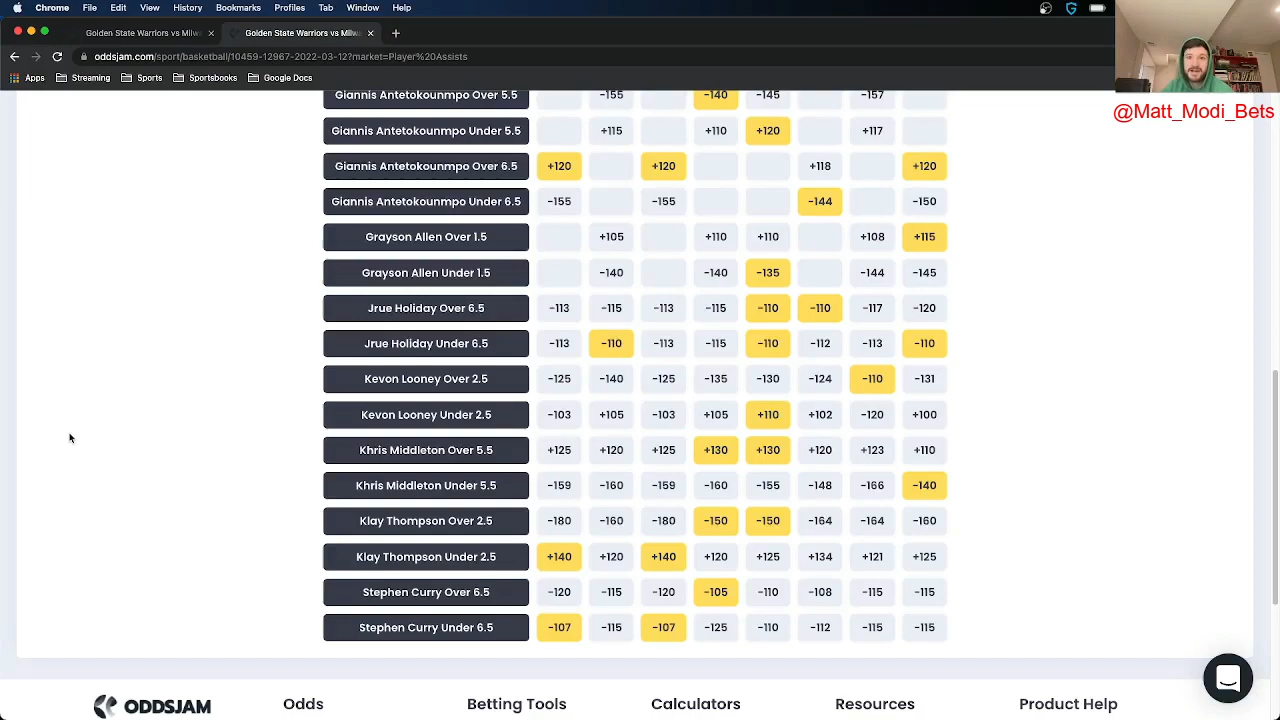 Chrome File Edit View History Bookmarks Profiles Tab Window Help
Golden State Warriors vs Milwa × Golden State Warriors vs Milwa × +
oddsjam.com/sport/basketball/10459-12967-2022-03-12?market=Player%20Assists
Apps Streaming Sports Sportsbooks Google Docs
@Matt_Modi_Bets
Giannis Antetokounmpo Over 5.5 -155 -140 -145 -157
Giannis Antetokounmpo Under 5.5 +115 +110 +120 +117
Giannis Antetokounmpo Over 6.5 +120 +120 +118 +120
Giannis Antetokounmpo Under 6.5 -155 -155 -144 -150
Grayson Allen Over 1.5 +105 +110 +110 +108 +115
Grayson Allen Under 1.5 -140 -140 -135 -144 -145
Jrue Holiday Over 6.5 -113 -115 -113 -115 -110 -110 -117 -120
Jrue Holiday Under 6.5 -113 -110 -113 -115 -110 -112 -113 -110
Kevon Looney Over 2.5 -125 -140 -125 -135 -130 -124 -110 -131
Kevon Looney Under 2.5 -103 +105 -103 +105 +110 +102 -120 +100
Khris Middleton Over 5.5 +125 +120 +125 +130 +130 +120 +123 +110
Khris Middleton Under 5.5 -159 -160 -159 -160 -155 -148 -166 -140
Klay Thompson Over 2.5 -180 -160 -180 -150 -150 -164 -164 -160
Klay Thompson Under 2.5 +140 +120 +140 +120 +125 +134 +121 +125
Stephen Curry Over 6.5 -120 -115 -120 -105 -110 -108 -115 -115
Stephen Curry Under 6.5 -107 -115 -107 -125 -110 -112 -115 -115
ODDSJAM Odds Betting Tools Calculators Resources Product Help